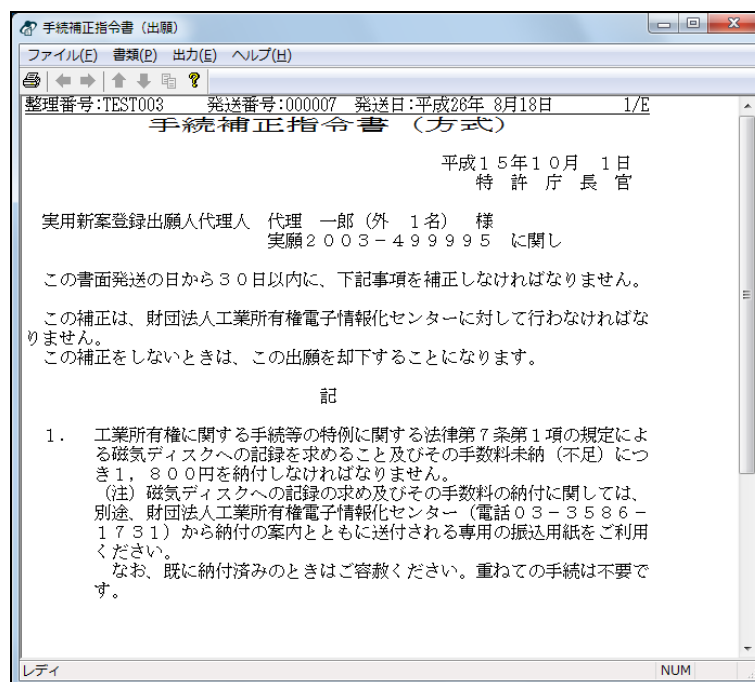 手続補正指令書（出願）
ファイル(F) 書類(P) 出力(E) ヘルプ(H)
整理番号:TEST003 発送番号:000007 発送日:平成26年 8月18日 1/E
手続補正指令書（方式）
平成１５年１０月 １日
特 許 庁 長 官
実用新案登録出願人代理人 代理 一郎（外 １名） 様
実願２００３－４９９９９５ に関し
この書面発送の日から３０日以内に、下記事項を補正しなければなりません。
この補正は、財団法人工業所有権電子情報化センターに対して行わなければな
りません。
この補正をしないときは、この出願を却下することになります。
記
１． 工業所有権に関する手続等の特例に関する法律第７条第１項の規定によ
る磁気ディスクへの記録を求めること及びその手数料未納（不足）につ
き１，８００円を納付しなければなりません。
（注）磁気ディスクへの記録の求め及びその手数料の納付に関しては、
別途、財団法人工業所有権電子情報化センター（電話０３－３５８６－
１７３１）から納付の案内とともに送付される専用の振込用紙をご利用
ください。
なお、既に納付済みのときはご容赦ください。重ねての手続は不要で
す。
レディ NUM